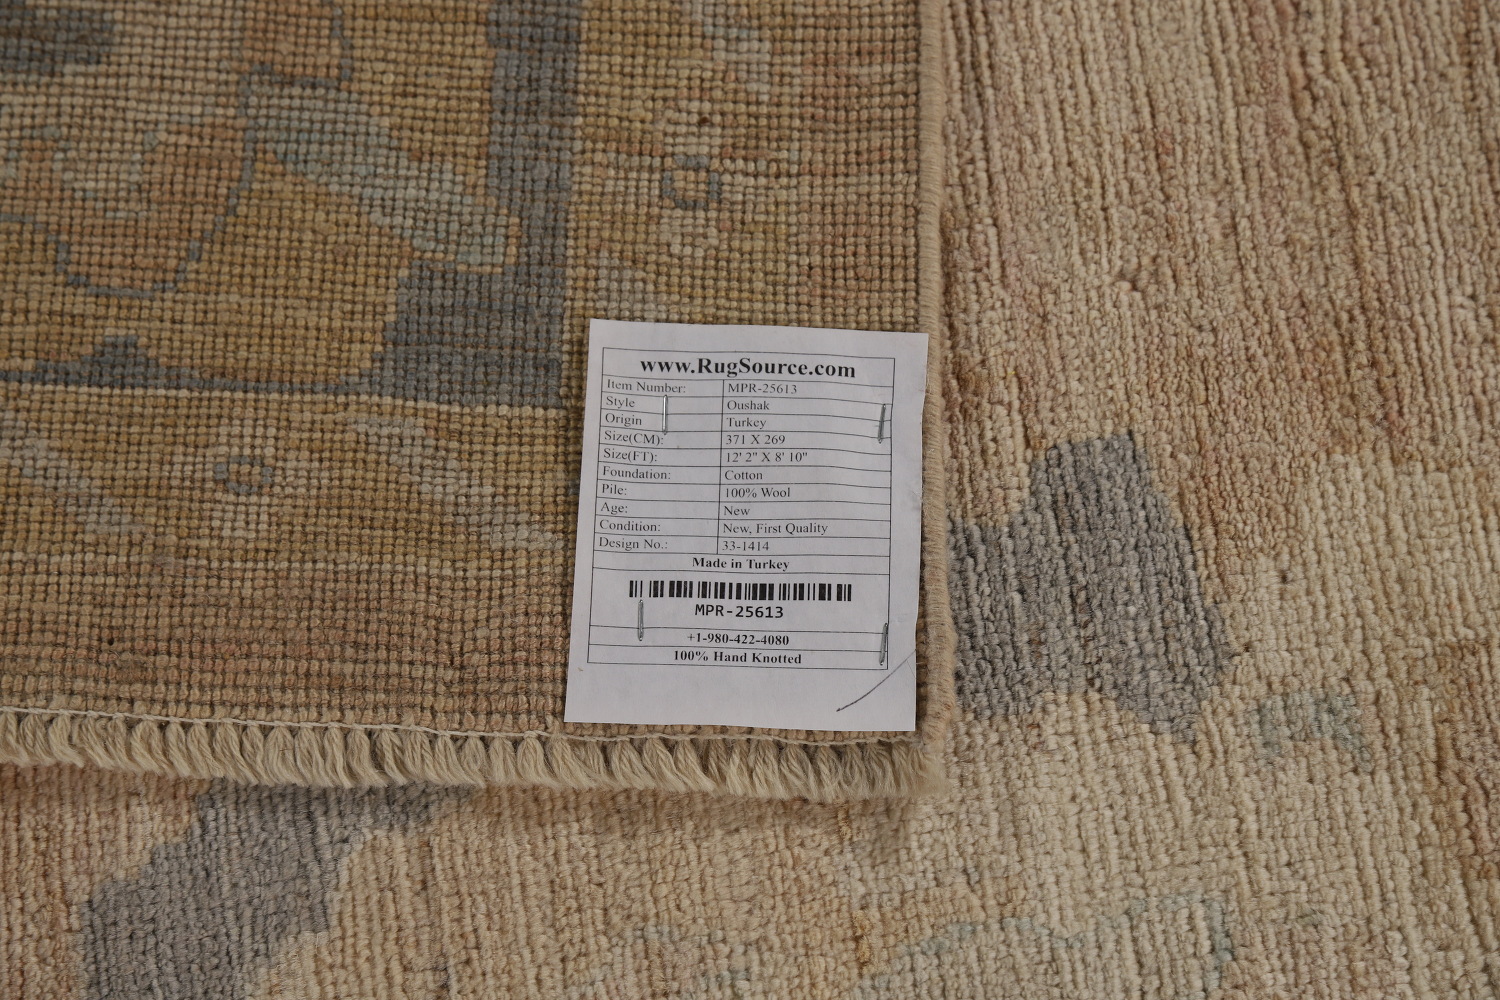 www.RugSource.com
Item Number: MPR-25613
Style Oushak
Origin Turkey
Size(CM): 371 X 269
Size(FT): 12' 2" X 8' 10"
Foundation: Cotton
Pile: 100% Wool
Age: New
Condition: New, First Quality
Design No.: 33-1414
Made in Turkey
MPR-25613
+1-980-422-4080
100% Hand Knotted